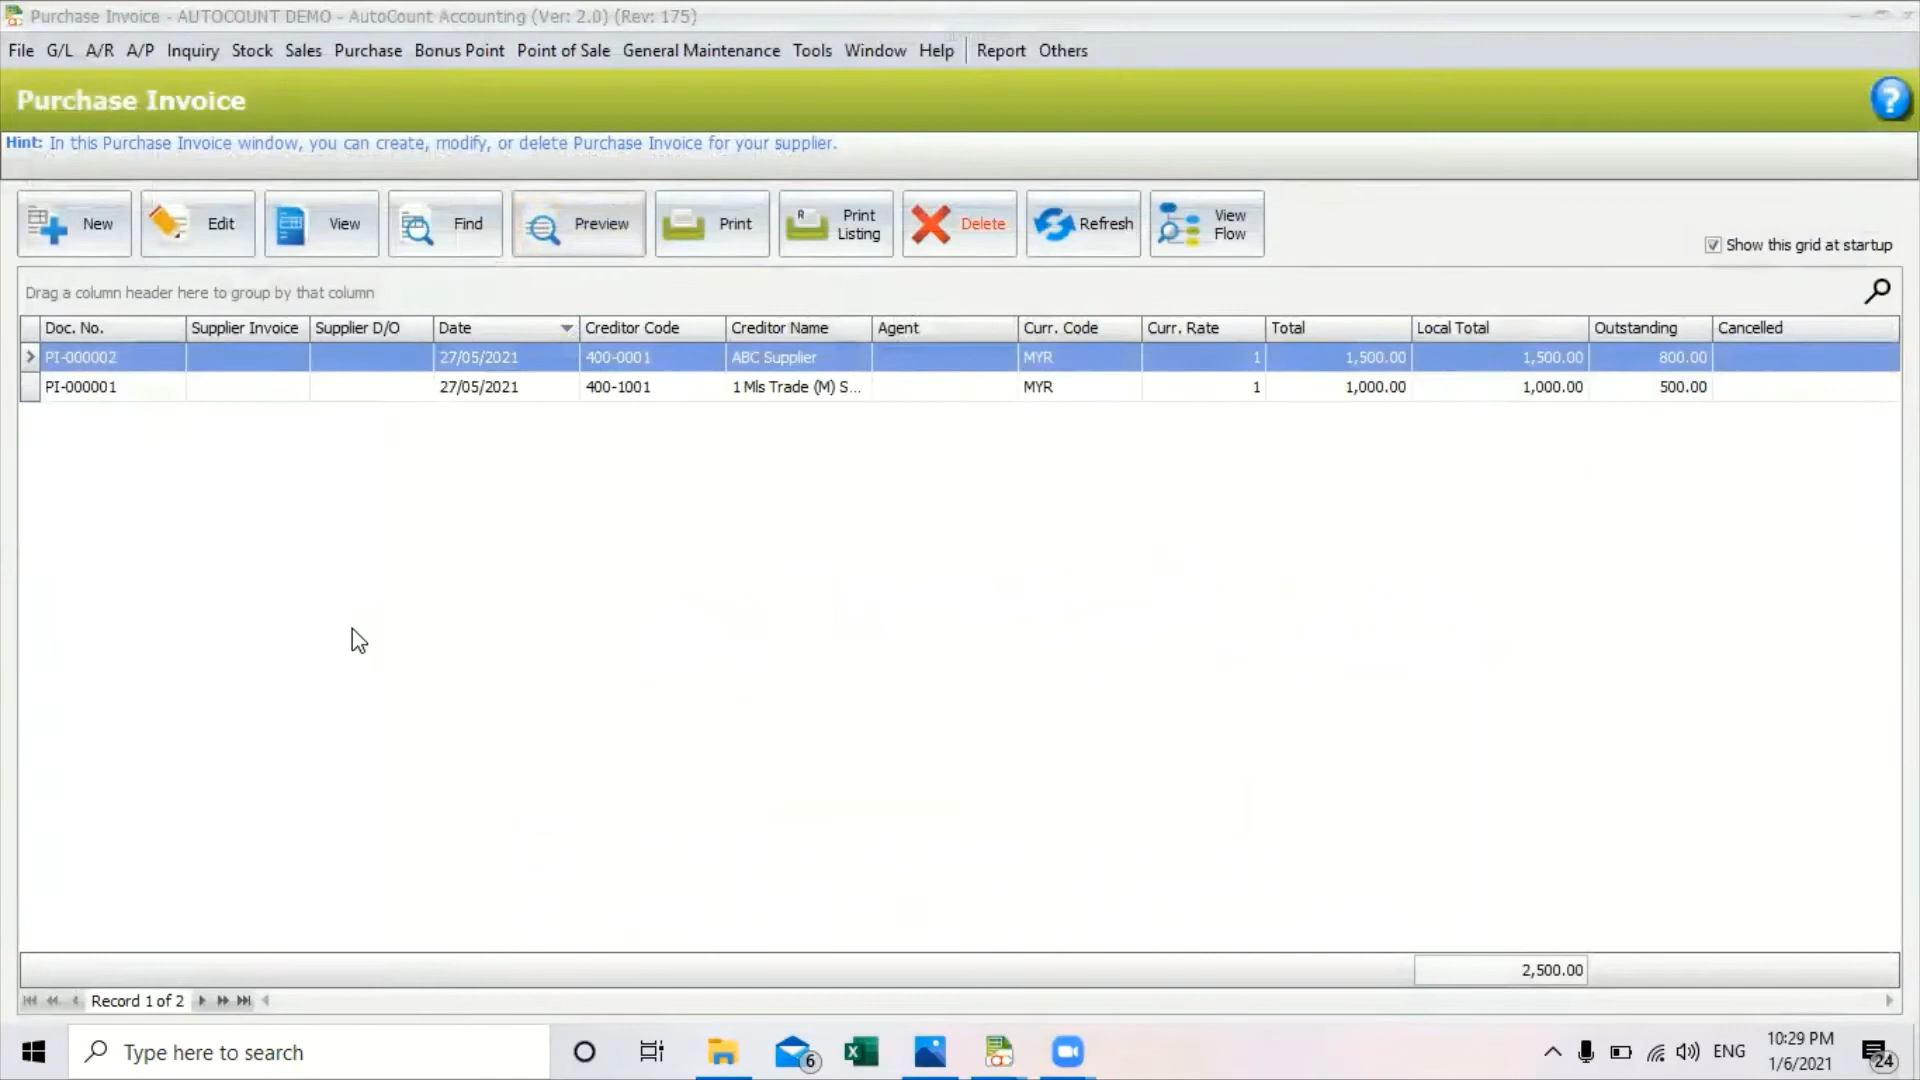 Purchase Invoice - AUTOCOUNT DEMO - AutoCount Accounting (Ver: 2.0) (Rev: 175)
File G/L A/R A/P Inquiry Stock Sales Purchase Bonus Point Point of Sale General Maintenance Tools Window Help Report Others
Purchase Invoice
?
Hint: In this Purchase Invoice window, you can create, modify, or delete Purchase Invoice for your supplier.
New Edit View Find Preview Print Print Listing Delete Refresh View Flow
Show this grid at startup
Drag a column header here to group by that column
Doc. No. Supplier Invoice Supplier D/O Date Creditor Code Creditor Name Agent Curr. Code Curr. Rate Total Local Total Outstanding Cancelled
PI-000002 27/05/2021 400-0001 ABC Supplier MYR 1 1,500.00 1,500.00 800.00
PI-000001 27/05/2021 400-1001 1 Mls Trade (M) S... MYR 1 1,000.00 1,000.00 500.00
2,500.00
Record 1 of 2
Type here to search 6 ENG 10:29 PM 24
1/6/2021